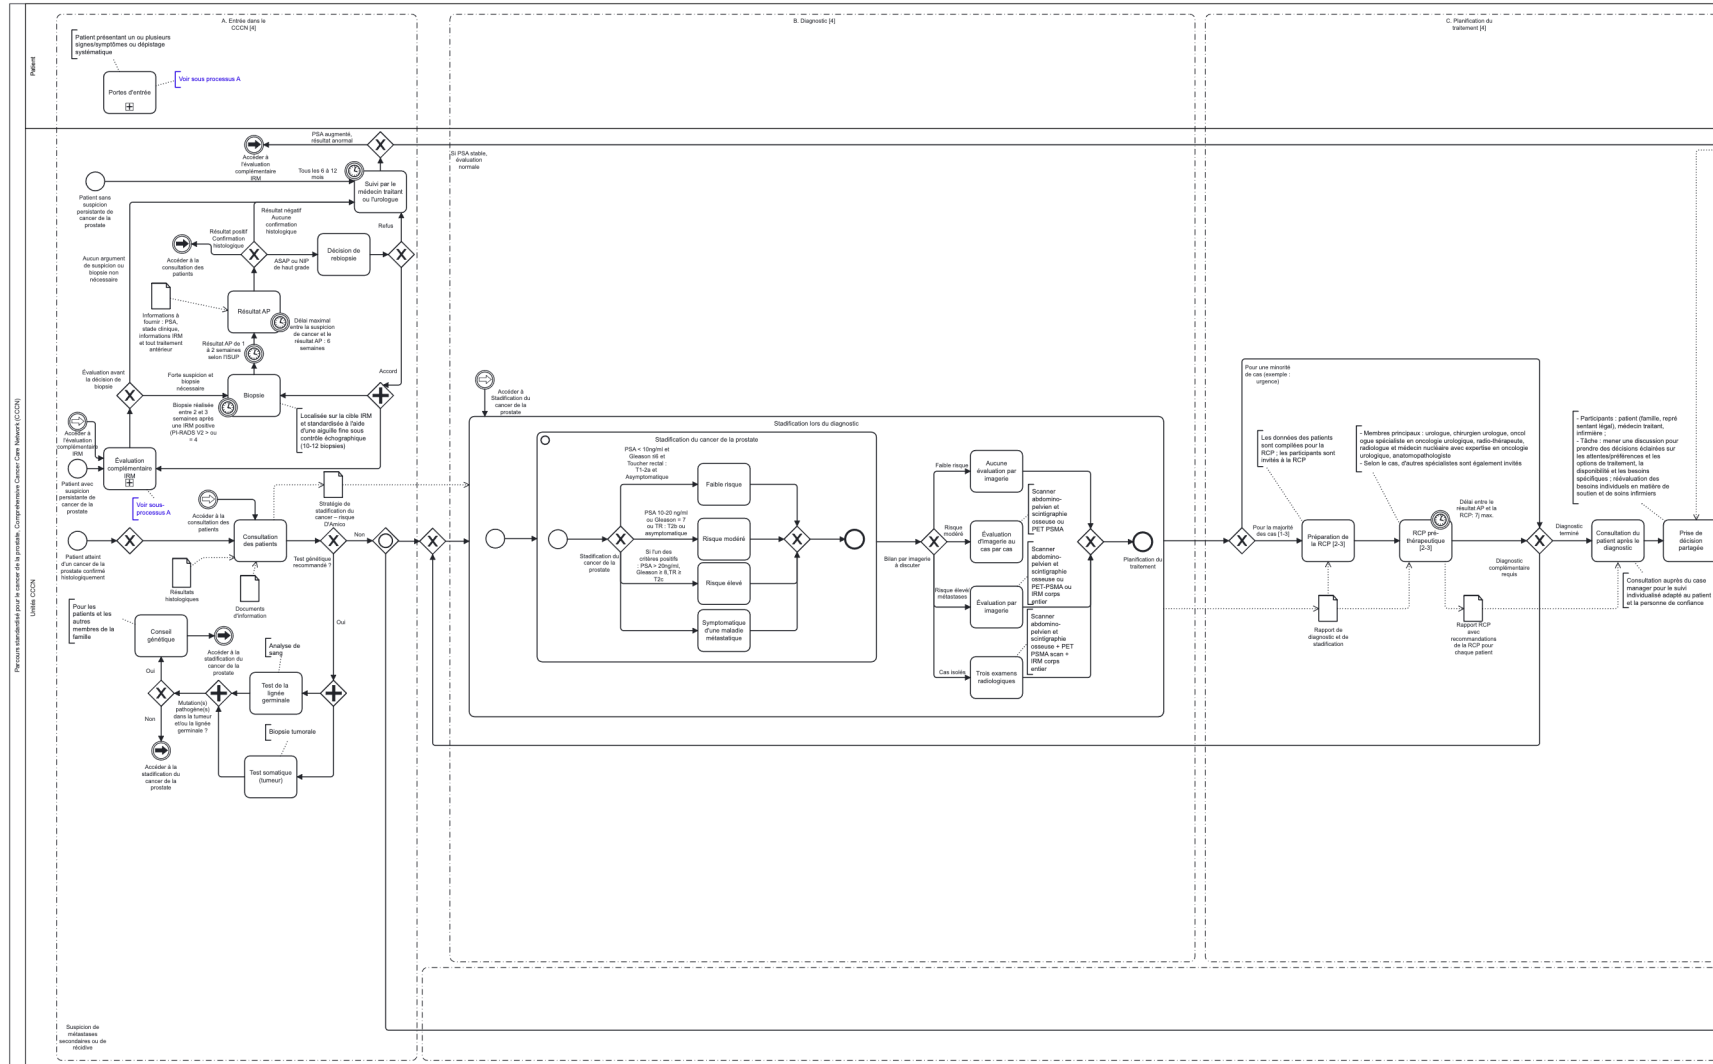 Parcours standardisé pour le cancer de la prostate, Comprehensive Cancer Care Network (CCCN)
Patient
Unités CCCN
A. Entrée dans le
CCCN [4]
Patient présentant un ou plusieurs
signes/symptômes ou dépistage
systématique
Portes d'entrée
Voir sous processus A
PSA augmenté,
résultat anormal
Accéder à
l'évaluation
complémentaire
IRM
Tous les 6 à 12
mois
Suivi par le
médecin traitant
ou l'urologue
Patient sans
suspicion
persistante de
cancer de la
prostate
Résultat négatif
Aucune
confirmation
histologique
Refus
Résultat positif
Confirmation
histologique
Décision de
rebiopsie
Accéder à la
consultation des
patients
ASAP ou NIP
de haut grade
Aucun argument
de suspicion ou
biopsie non
nécessaire
Résultat AP
Informations à
fournir : PSA,
stade clinique,
informations IRM
et tout traitement
antérieur
Délai maximal
entre la suspicion
de cancer et le
résultat AP : 6
semaines
Résultat AP de 1
à 2 semaines
selon l'ISUP
Évaluation avant
la décision de
biopsie
Forte suspicion et
biopsie
nécessaire
Accord
Biopsie
Biopsie réalisée
entre 2 et 3
semaines après
une IRM positive
(PI-RADS V2 > ou
= 4
Localisée sur la cible IRM
et standardisée à l'aide
d'une aiguille fine sous
contrôle échographique
(10-12 biopsies)
Accéder à
l'évaluation
complémentaire
IRM
Évaluation
complémentaire
IRM
Patient avec
suspicion
persistante de
cancer de la
prostate
Voir sous-
processus A
Accéder à la
consultation des
patients
Stratégie de
stadification du
cancer – risque
D'Amico
Consultation
des patients
Non
Patient atteint
d'un cancer de la
prostate confirmé
histologiquement
Test génétique
recommandé ?
Résultats
histologiques
Documents
d'information
Pour les
patients et les
autres
membres de la
famille
Oui
Conseil
génétique
Accéder à la
stadification du
cancer de la
prostate
Analyse de
sang
Oui
Test de la
lignée
germinale
Mutation(s)
pathogène(s)
dans la tumeur
et/ou la lignée
germinale ?
Non
Biopsie tumorale
Accéder à la
stadification du
cancer de la
prostate
Test somatique
(tumeur)
Suspicion de
métastases
secondaires ou de
récidive
B. Diagnostic [4]
Si PSA stable,
évaluation
normale
Accéder à
Stadification du
cancer de la
prostate
Stadification lors du diagnostic
Stadification du cancer de la prostate
PSA < 10ng/ml et
Gleason ≤6 et
Toucher rectal :
T1-2a et
Asymptomatique
Faible risque
PSA 10-20 ng/ml
ou Gleason = 7
ou TR : T2b ou
asymptomatique
Risque modéré
Stadification du
cancer de la
prostate
Si l'un des
critères positifs
: PSA > 20ng/ml,
Gleason ≥ 8,TR ≥
T2c
Risque élevé
Symptomatique
d'une maladie
métastatique
Bilan par imagerie
à discuter
Faible risque
Aucune
évaluation par
imagerie
Risque
modéré
Évaluation
d'imagerie au
cas par cas
Scanner
abdomino-
pelvien et
scintigraphie
osseuse ou
PET PSMA
Risque élevé
métastases
Évaluation par
imagerie
Scanner
abdomino-
pelvien et
scintigraphie
osseuse ou
PET-PSMA ou
IRM corps
entier
Cas isolés
Trois examens
radiologiques
Scanner
abdomino-
pelvien et
scintigraphie
osseuse + PET
PSMA scan +
IRM corps
entier
Planification du
traitement
C. Planification du
traitement [4]
Pour une minorité
de cas (exemple :
urgence)
Les données des patients
sont compilées pour la
RCP ; les participants sont
invités à la RCP
- Membres principaux : urologue, chirurgien urologue, oncol
ogue spécialiste en oncologie urologique, radio-thérapeute,
radiologue et médecin nucléaire avec expertise en oncologie
urologique, anatomopathologiste
- Selon le cas, d'autres spécialistes sont également invités
- Participants : patient (famille, repré
sentant légal), médecin traitant,
infirmière ;
- Tâche : mener une discussion pour
prendre des décisions éclairées sur
les attentes/préférences et les
options de traitement, la
disponibilité et les besoins
spécifiques ; réévaluation des
besoins individuels en matière de
soutien et de soins infirmiers
Délai entre le
résultat AP et la
RCP: 7j max.
Pour la majorité
des cas [1-3]
Préparation de
la RCP [2-3]
RCP pré-
thérapeutique
[2-3]
Diagnostic
terminé
Consultation du
patient après le
diagnostic
Prise de
décision
partagée
Diagnostic
complémentaire
requis
Consultation auprès du case
manager pour le suivi
individualisé adapté au patient
et la personne de confiance
Rapport de
diagnostic et de
stadification
Rapport RCP
avec
recommandations
de la RCP pour
chaque patient